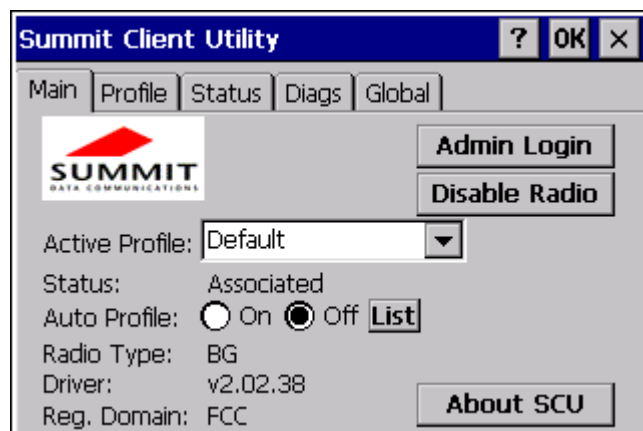 Summit Client Utility ? OK ×
Main Profile Status Diags Global
SUMMIT
DATA COMMUNICATIONS
Admin Login
Disable Radio
Active Profile: Default
Status: Associated
Auto Profile: On Off List
Radio Type: BG
Driver: v2.02.38
Reg. Domain: FCC
About SCU